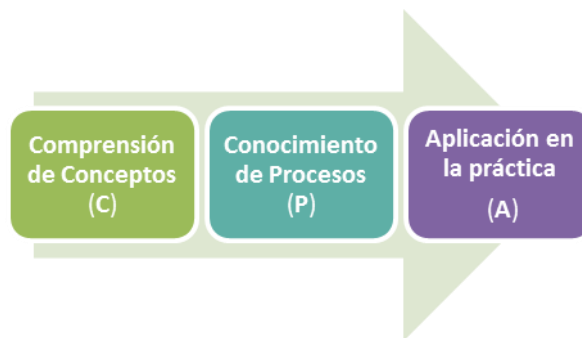 Comprensión
de Conceptos
(C)
Conocimiento
de Procesos
(P)
Aplicación en
la práctica
(A)